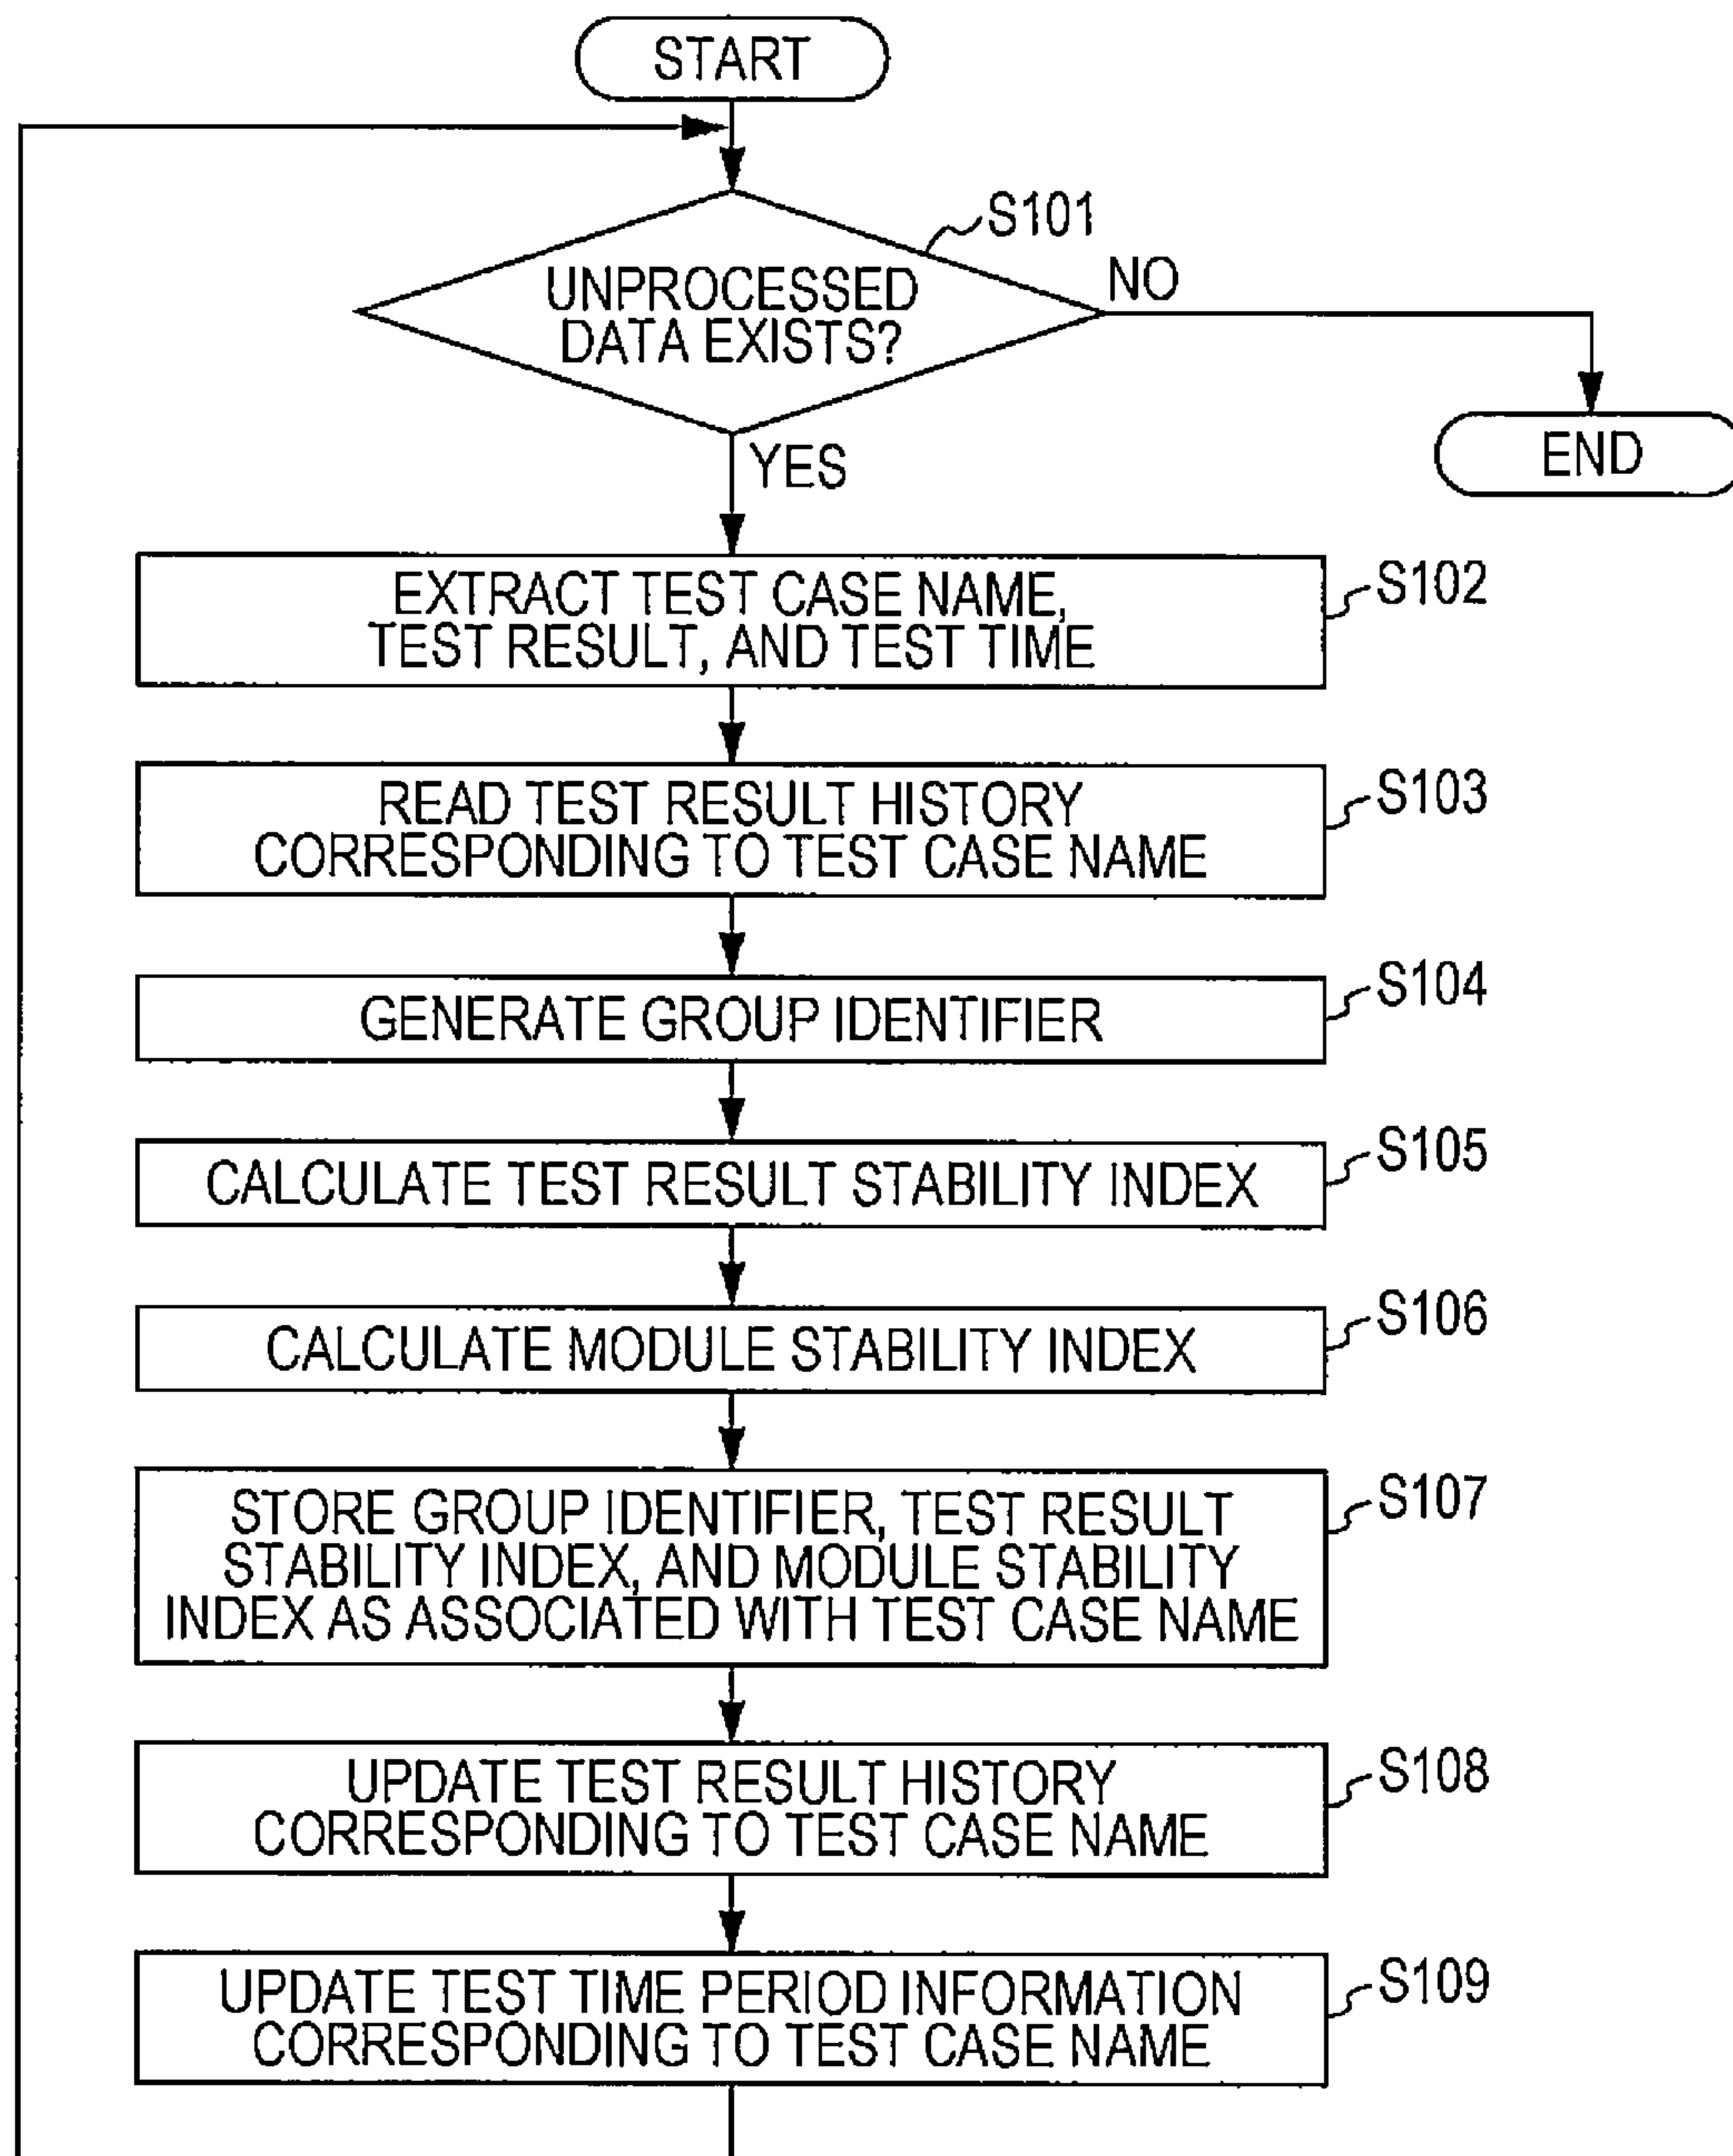 START
S101
UNPROCESSED
DATA EXISTS?
NO
YES
END
EXTRACT TEST CASE NAME,
TEST RESULT, AND TEST TIME
S102
READ TEST RESULT HISTORY
CORRESPONDING TO TEST CASE NAME
S103
GENERATE GROUP IDENTIFIER
S104
CALCULATE TEST RESULT STABILITY INDEX
S105
CALCULATE MODULE STABILITY INDEX
S106
STORE GROUP IDENTIFIER, TEST RESULT
STABILITY INDEX, AND MODULE STABILITY
INDEX AS ASSOCIATED WITH TEST CASE NAME
S107
UPDATE TEST RESULT HISTORY
CORRESPONDING TO TEST CASE NAME
S108
UPDATE TEST TIME PERIOD INFORMATION
CORRESPONDING TO TEST CASE NAME
S109